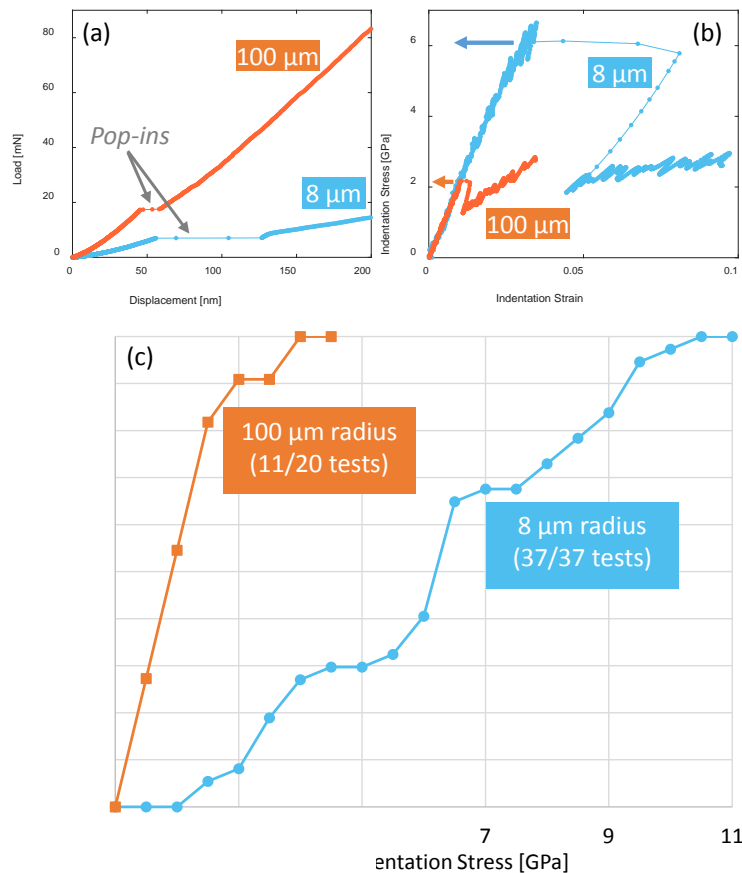 (a)
80
60
40
20
0
Load [mN]
100 µm
Pop-ins
8 µm
0
50
100
150
200
Displacement [nm]
(b)
6
4
2
0
Indentation Stress [GPa]
8 µm
100 µm
0
0.05
0.1
Indentation Strain
(c)
100 µm radius
(11/20 tests)
8 µm radius
(37/37 tests)
7
9
11
entation Stress [GPa]